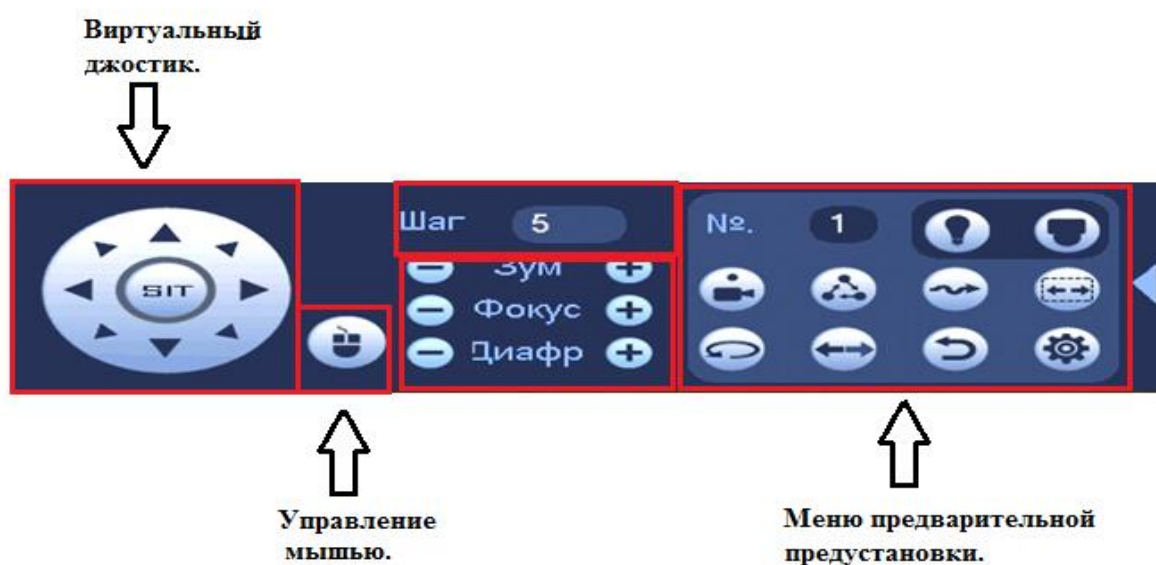 Виртуальный
джостик.
Шаг 5
Зум
Фокус
Диафр
SIT
№. 1
Управление
мышью.
Меню предварительной
предустановки.